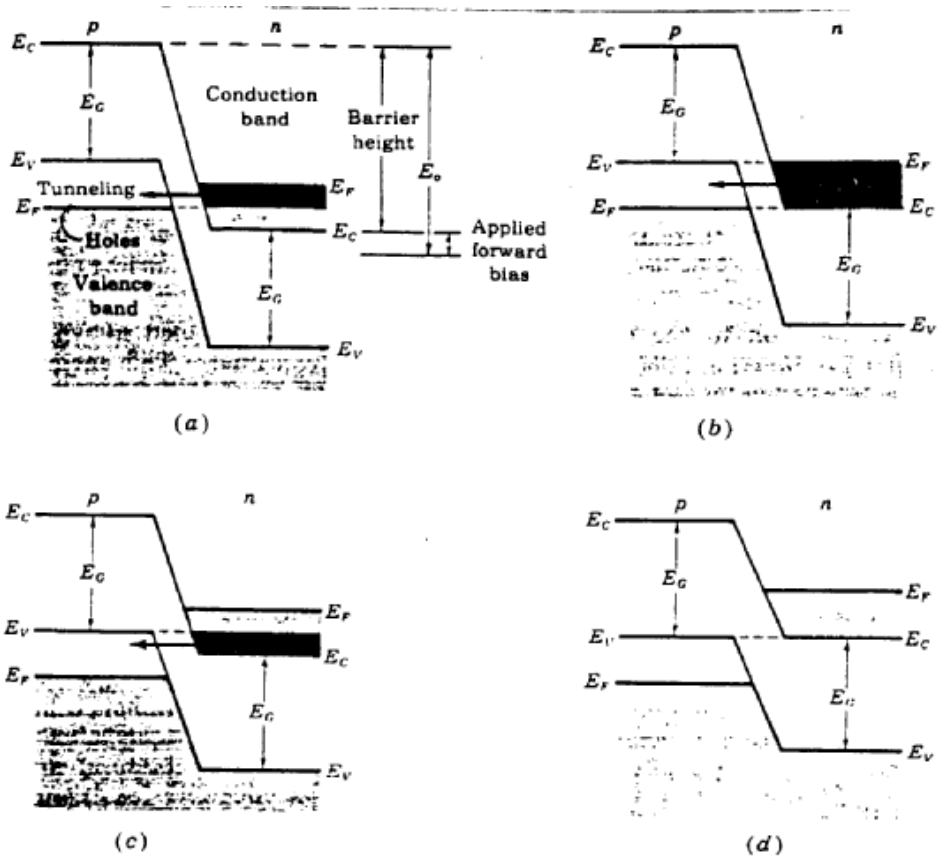 p n
E_C
E_G
Conduction
band
Barrier
height
E_o
E_V
Tunneling
E_F
E_F
Holes
E_C
Applied
forward
bias
Valence
band
E_G
E_V
(a)
p n
E_C
E_G
E_V
E_F
E_F
E_C
E_G
E_V
(b)
p n
E_C
E_G
E_F
E_V
E_C
E_F
E_G
E_V
(c)
p n
E_C
E_G
E_F
E_V
E_C
E_F
E_G
E_V
(d)